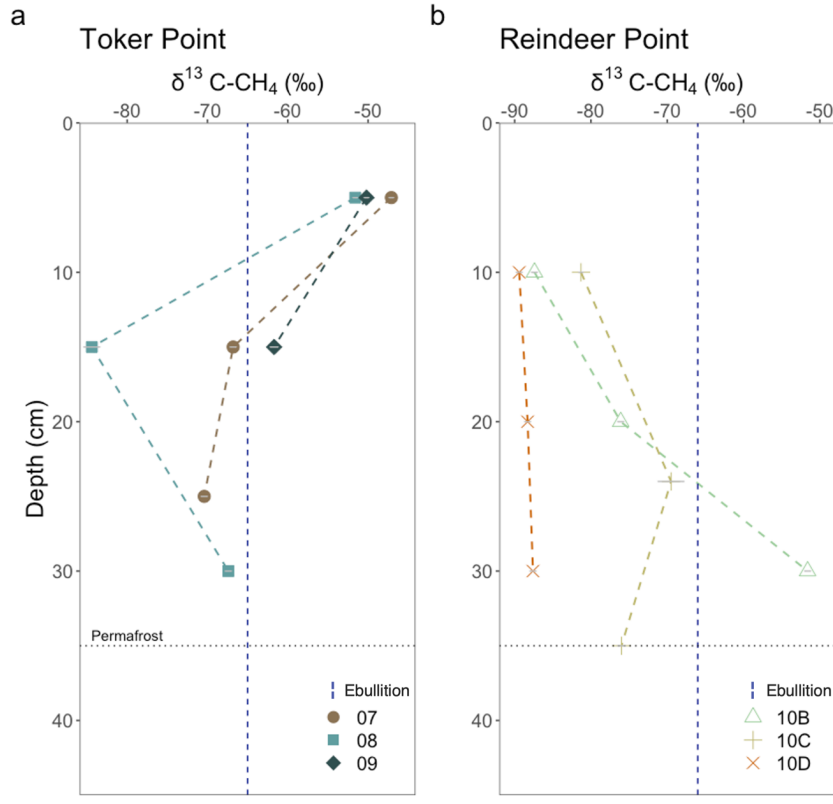 a
Toker Point
δ¹³ C-CH₄ (‰)
-80 -70 -60 -50
0
10
20
30
40
Depth (cm)
Permafrost
Ebullition
07
08
09
b
Reindeer Point
δ¹³ C-CH₄ (‰)
-90 -80 -70 -60 -50
0
10
20
30
40
Ebullition
10B
10C
10D